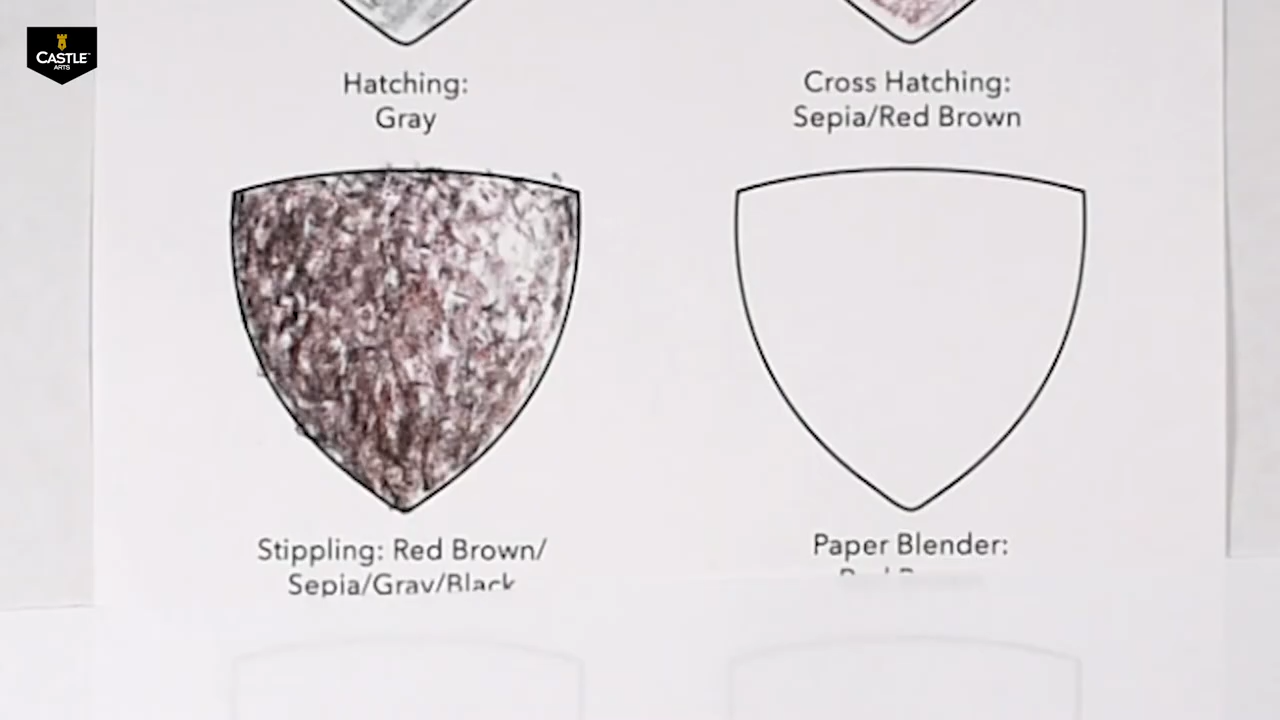 CASTLE
ARTS
Hatching:
Gray
Cross Hatching:
Sepia/Red Brown
Stippling: Red Brown/
Sepia/Gray/Black
Paper Blender: